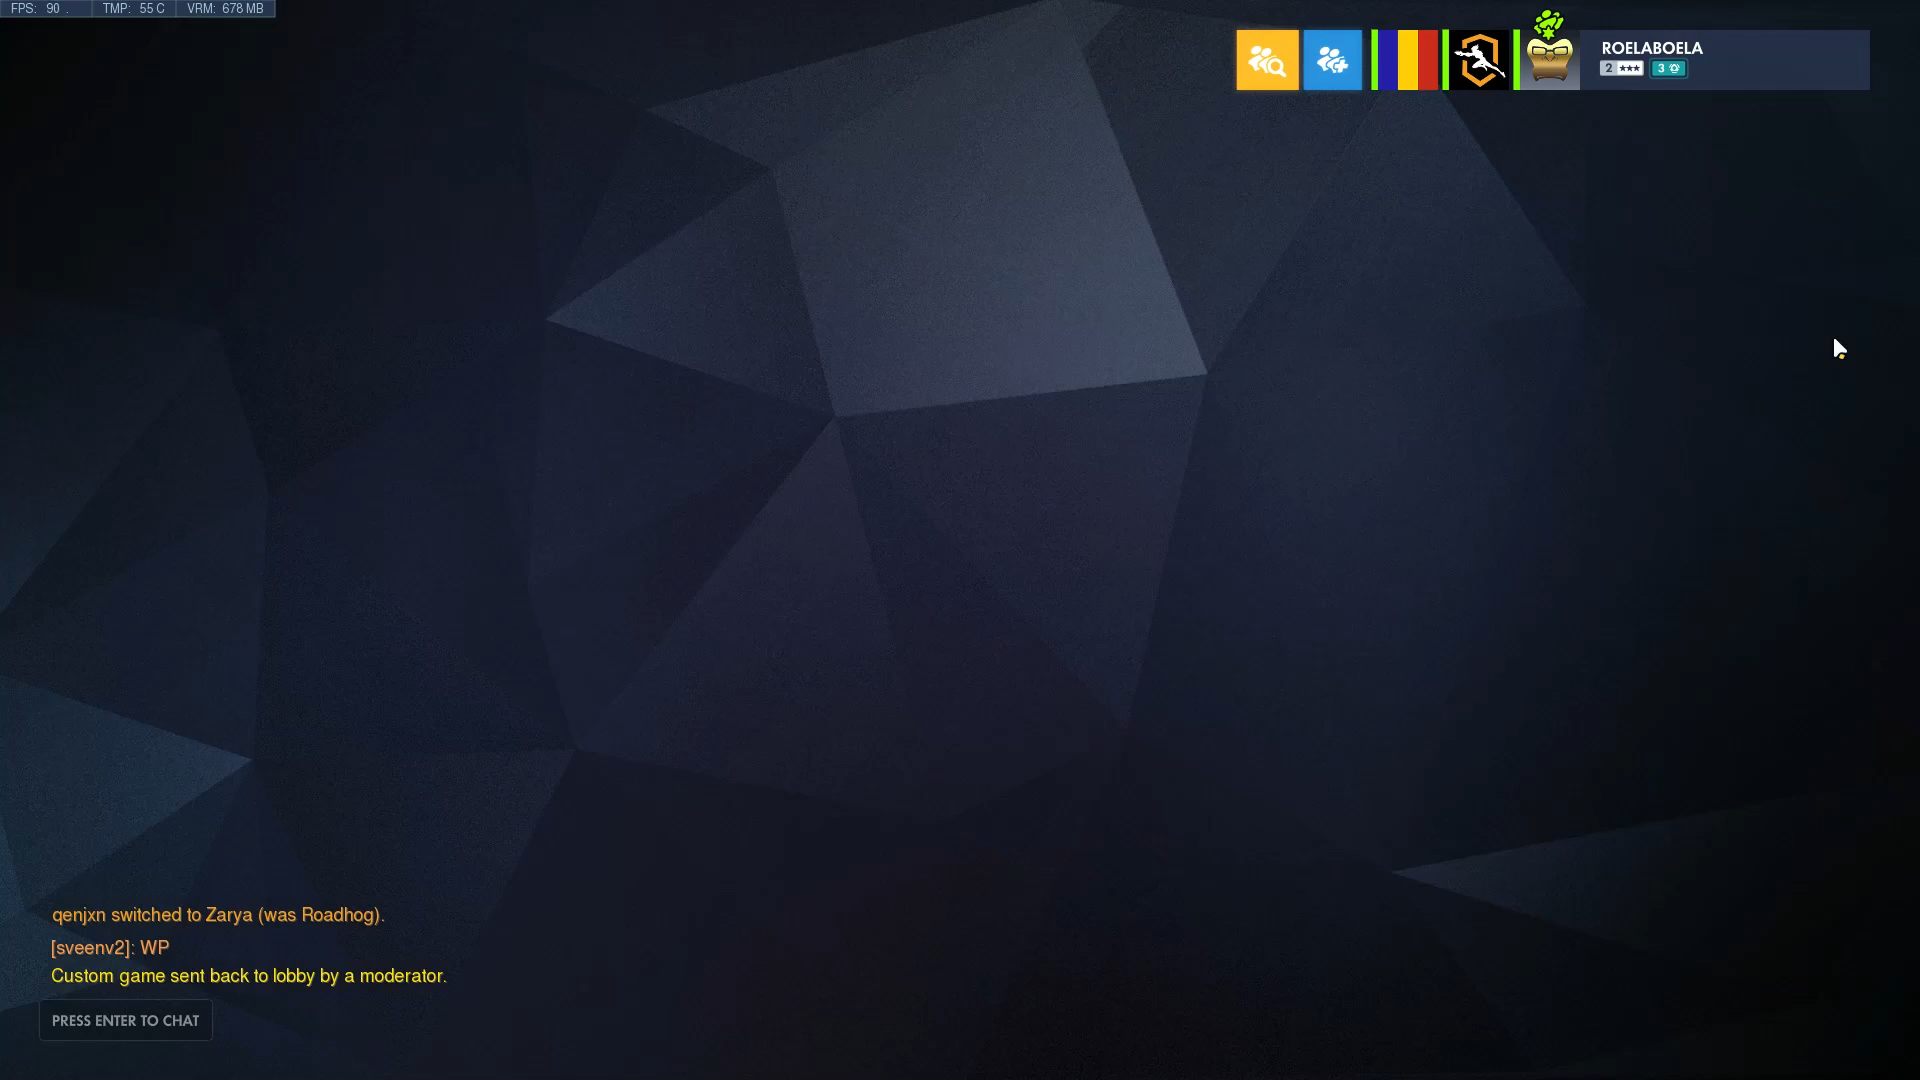 FPS: 90 . TMP: 55 C VRM: 678 MB
ROELABOELA
2 3
qenjxn switched to Zarya (was Roadhog).
[sveenv2]: WP
Custom game sent back to lobby by a moderator.
PRESS ENTER TO CHAT